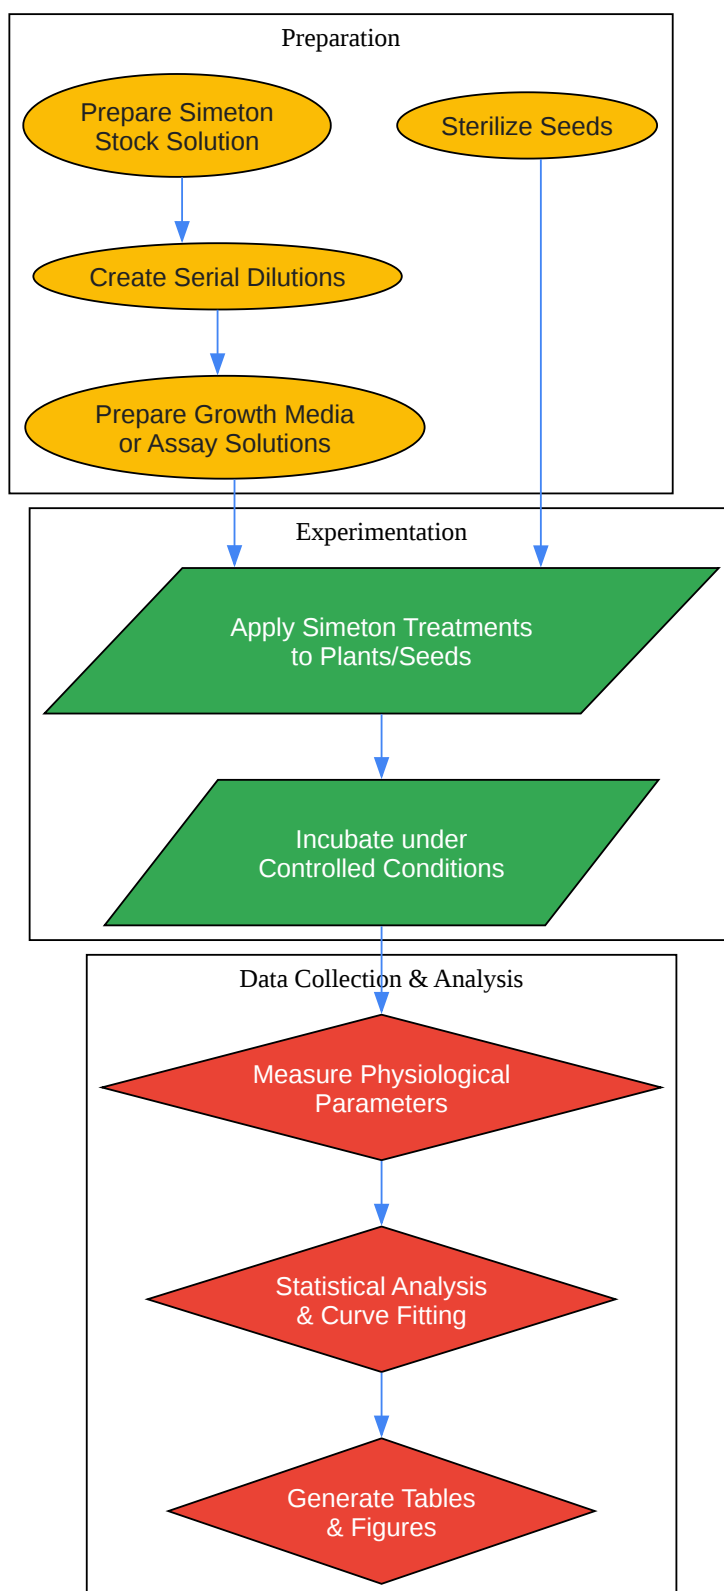 Preparation
Prepare Simeton
Stock Solution
Sterilize Seeds
Create Serial Dilutions
Prepare Growth Media
or Assay Solutions
Experimentation
Apply Simeton Treatments
to Plants/Seeds
Incubate under
Controlled Conditions
Data Collection & Analysis
Measure Physiological
Parameters
Statistical Analysis
& Curve Fitting
Generate Tables
& Figures